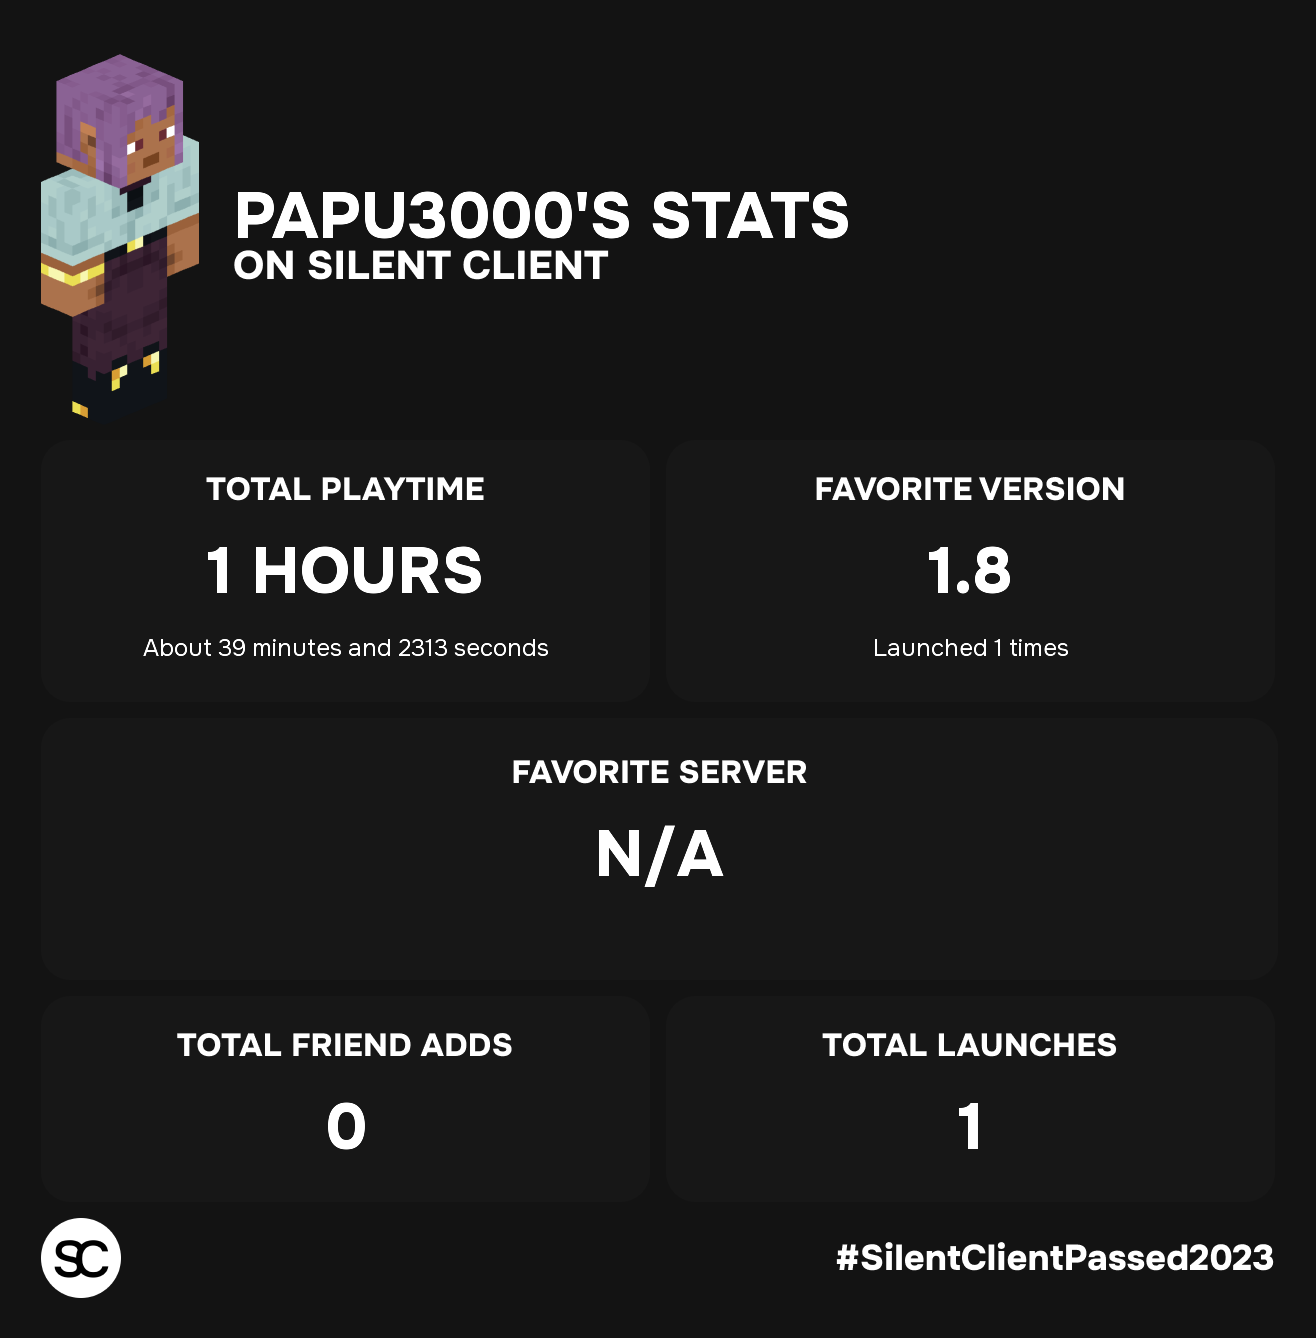 PAPU3000'S STATS
ON SILENT CLIENT
TOTAL PLAYTIME
1 HOURS
About 39 minutes and 2313 seconds
FAVORITE VERSION
1.8
Launched 1 times
FAVORITE SERVER
N/A
TOTAL FRIEND ADDS
0
TOTAL LAUNCHES
1
SC
#SilentClientPassed2023